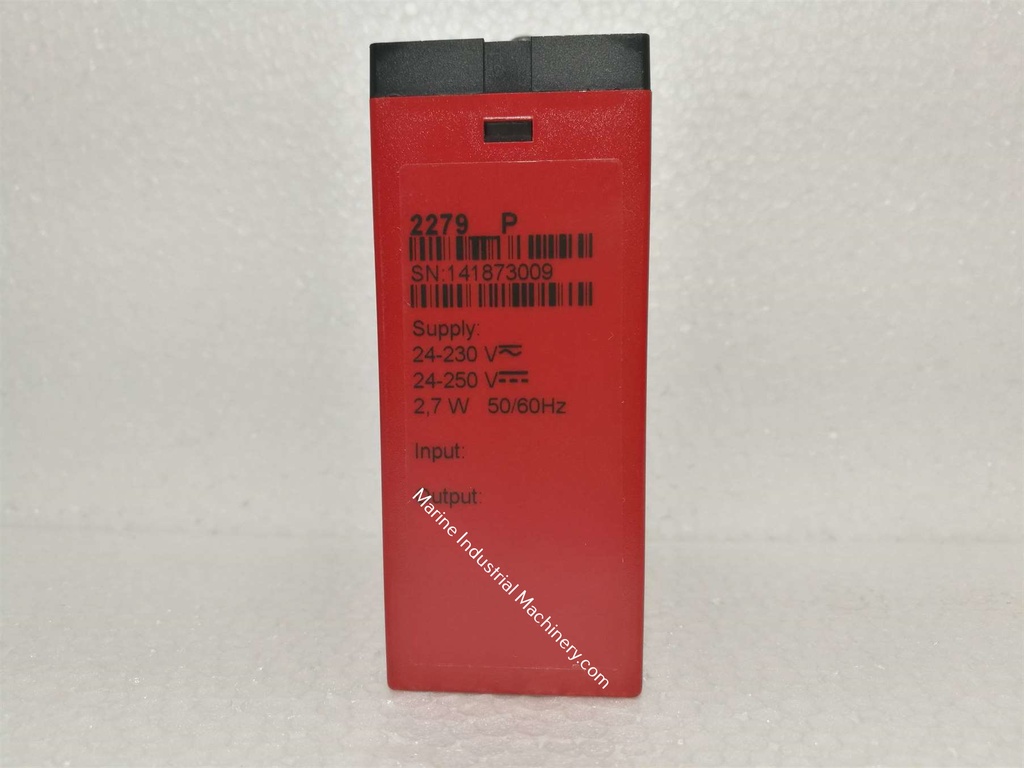 2279 P
SN:141873009
Supply:
24-230 V
24-250 V
2,7 W 50/60Hz
Input:
Output:
Marine Industrial Machinery.com